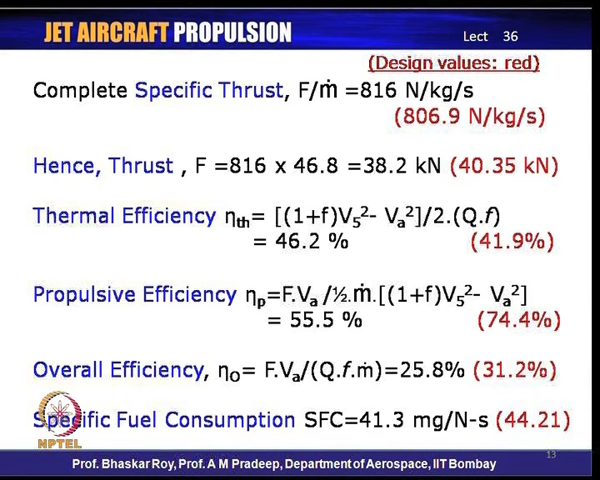 JET AIRCRAFT PROPULSION Lect 36
(Design values: red)
Complete Specific Thrust, F/ṁ =816 N/kg/s
(806.9 N/kg/s)
Hence, Thrust , F =816 x 46.8 =38.2 kN (40.35 kN)
Thermal Efficiency ηth= [(1+f)V₅²- Vₐ²]/2.(Q.f)
= 46.2 % (41.9%)
Propulsive Efficiency ηp=F.Vₐ /½.ṁ.[(1+f)V₅²- Vₐ²]
= 55.5 % (74.4%)
Overall Efficiency, ηO= F.Vₐ/(Q.f.ṁ)=25.8% (31.2%)
Specific Fuel Consumption SFC=41.3 mg/N-s (44.21)
NPTEL
13
Prof. Bhaskar Roy, Prof. A M Pradeep, Department of Aerospace, IIT Bombay